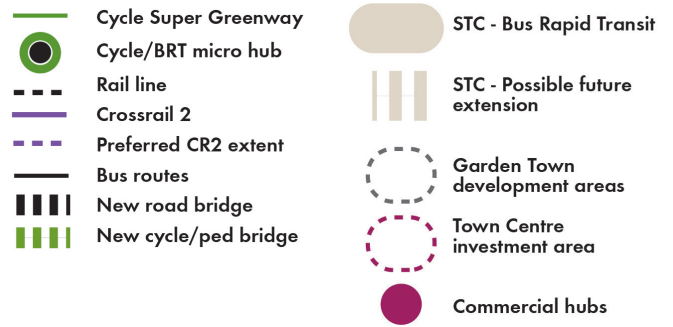 Cycle Super Greenway
Cycle/BRT micro hub
Rail line
Crossrail 2
Preferred CR2 extent
Bus routes
New road bridge
New cycle/ped bridge
STC - Bus Rapid Transit
STC - Possible future
extension
Garden Town
development areas
Town Centre
investment area
Commercial hubs